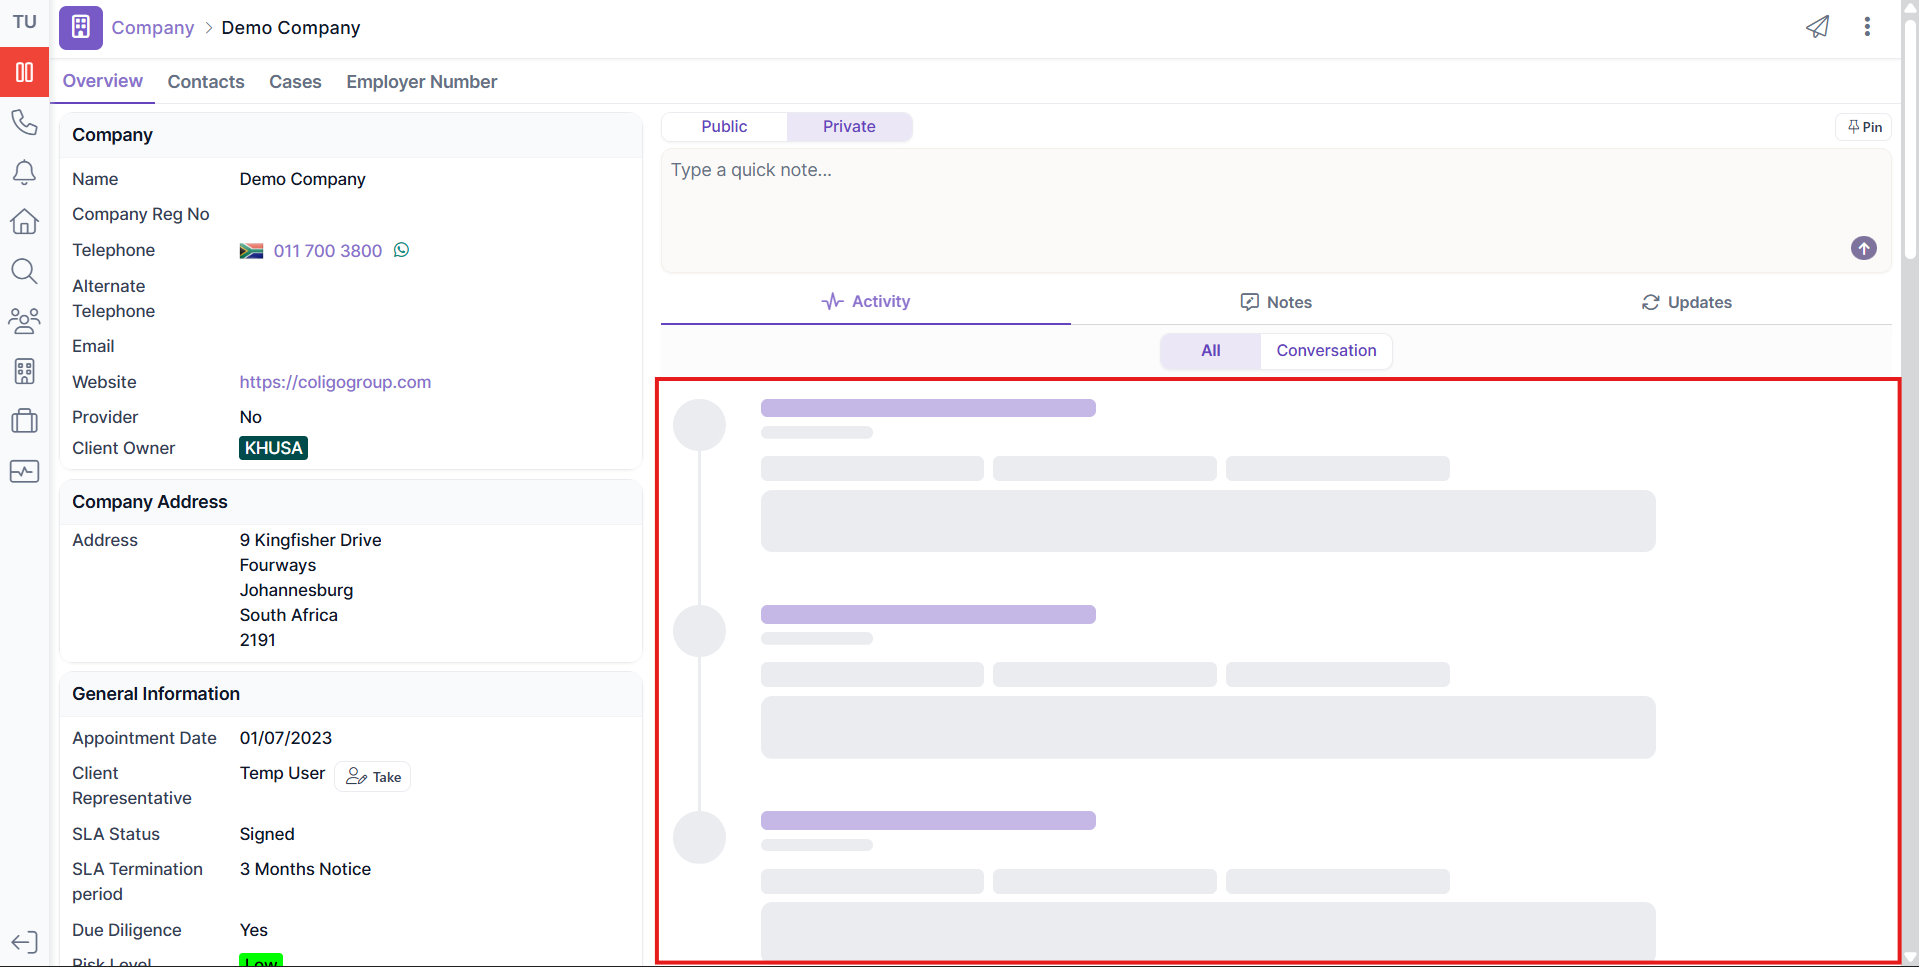 TU
Company > Demo Company
Overview Contacts Cases Employer Number
Company
Name Demo Company
Company Reg No
Telephone 011 700 3800
Alternate
Telephone
Email
Website https://coligogroup.com
Provider No
Client Owner KHUSA
Company Address
Address 9 Kingfisher Drive
Fourways
Johannesburg
South Africa
2191
General Information
Appointment Date 01/07/2023
Client Temp User Take
Representative
SLA Status Signed
SLA Termination 3 Months Notice
period
Due Diligence Yes
Risk Level Low
Public Private Pin
Type a quick note...
Activity Notes Updates
All Conversation